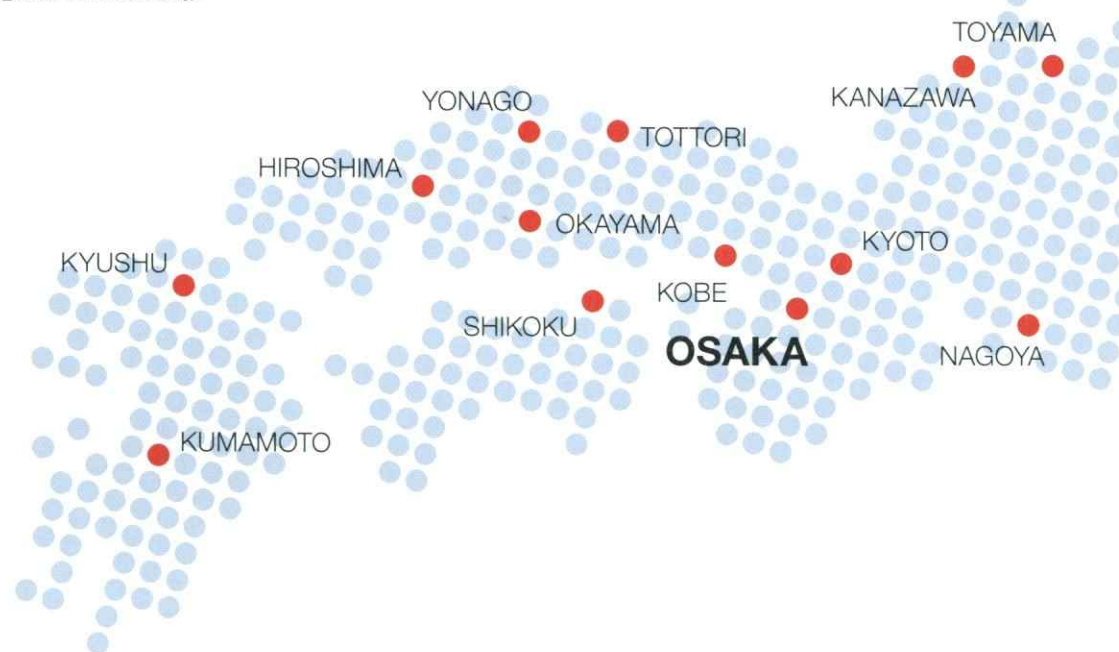 TOYAMA
KANAZAWA
YONAGO
TOTTORI
HIROSHIMA
OKAYAMA
KYOTO
KYUSHU
KOBE
SHIKOKU
OSAKA
NAGOYA
KUMAMOTO